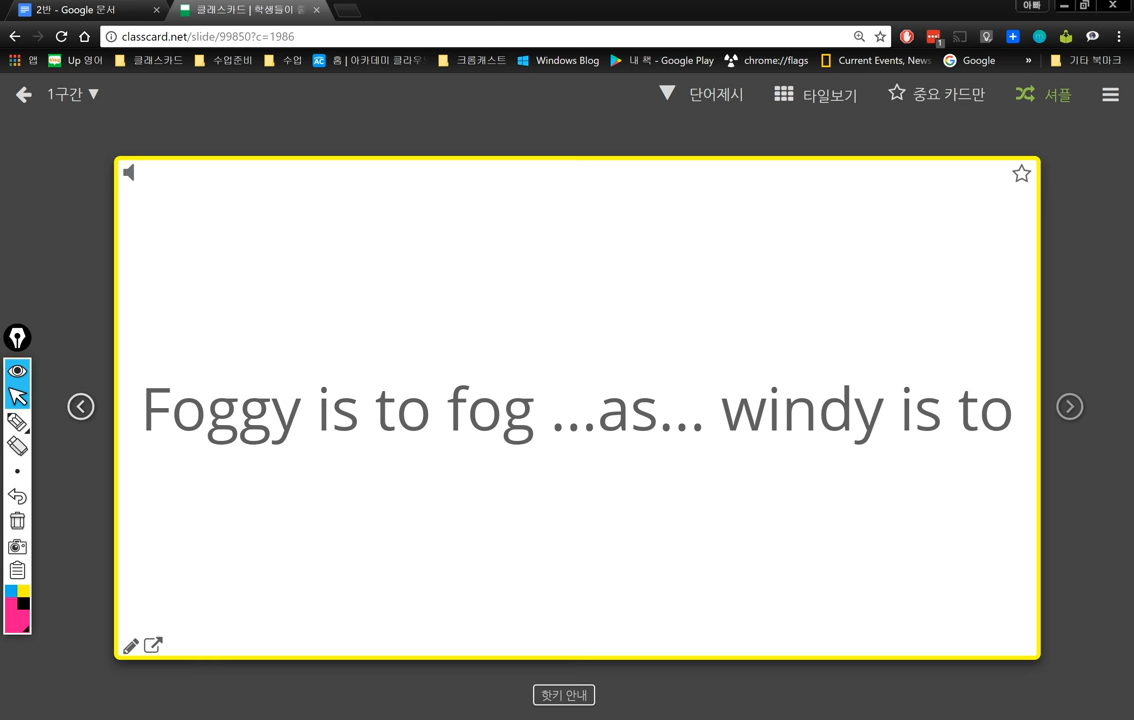 2반 - Google 문서
클래스카드 | 학생들이 좋
아빠
classcard.net/slide/99850?c=1986
앱 Up 영어 클래스카드 수업준비 수업 홈 | 아카데미 클라우 크롬캐스트 Windows Blog 내 책 - Google Play chrome://flags Current Events, News Google » 기타 북마크
1구간 ▼ ▼ 단어제시 타일보기 중요 카드만 셔플
Foggy is to fog ...as... windy is to
핫키 안내